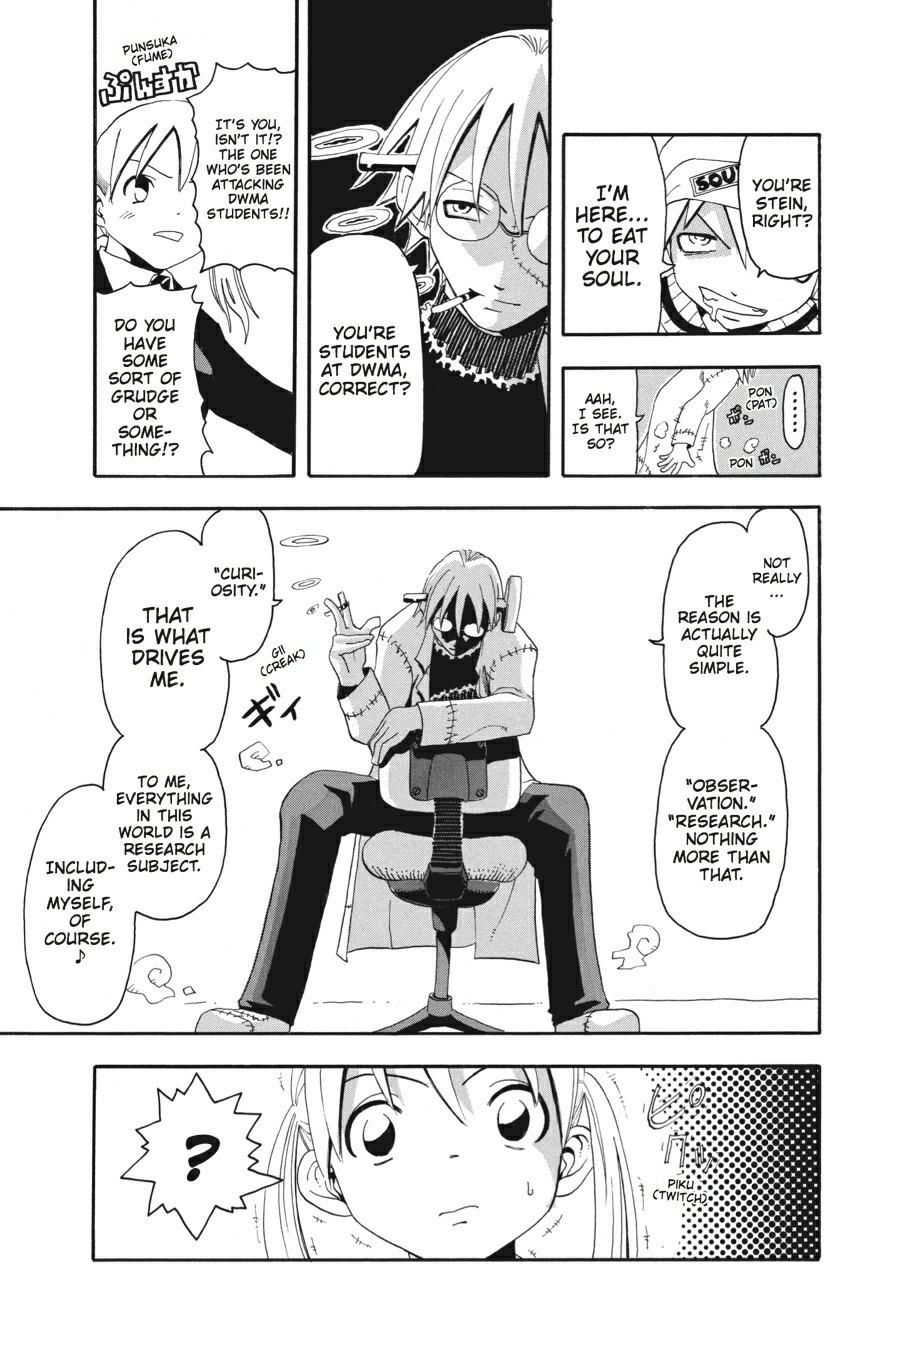 YOU'RE
STEIN,
RIGHT?
SOU
I'M
HERE...
TO EAT
YOUR
SOUL.
PON
(PAT)
ポン
PON
ポン
AAH,
I SEE.
IS THAT
SO?
YOU'RE
STUDENTS
AT DWMA,
CORRECT?
PUNSUKA
(FUME)
ぷんすか
IT'S YOU,
ISN'T IT!?
THE ONE
WHO'S BEEN
ATTACKING
DWMA
STUDENTS!!
DO YOU
HAVE
SOME
SORT OF
GRUDGE
OR
SOME-
THING!?
NOT
REALLY
...
THE
REASON IS
ACTUALLY
QUITE
SIMPLE.
"OBSER-
VATION."
"RESEARCH."
NOTHING
MORE THAN
THAT.
GII
(CREAK)
ギィ
"CURI-
OSITY."
THAT
IS WHAT
DRIVES
ME.
TO ME,
EVERYTHING
IN THIS
WORLD IS A
RESEARCH
SUBJECT.
INCLUD-
ING
MYSELF,
OF
COURSE.
♪
ピクッ
PIKU
(TWITCH)
?